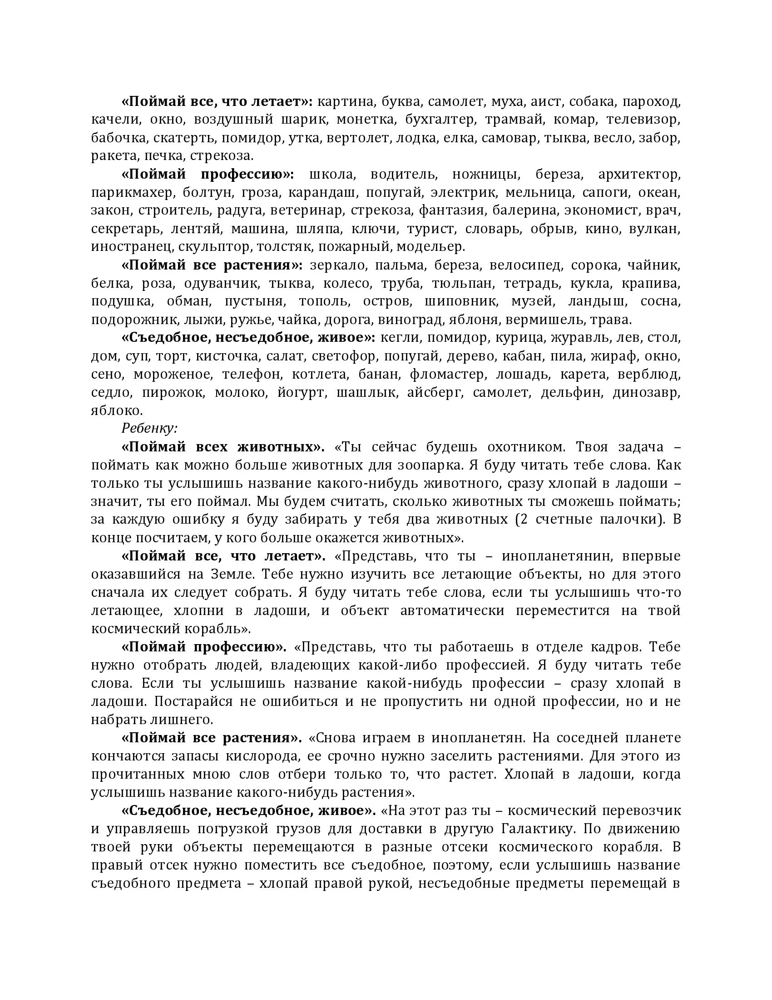 «Поймай все, что летает»: картина, буква, самолет, муха, аист, собака, пароход,
качели, окно, воздушный шарик, монетка, бухгалтер, трамвай, комар, телевизор,
бабочка, скатерть, помидор, утка, вертолет, лодка, елка, самовар, тыква, весло, забор,
ракета, печка, стрекоза.
«Поймай профессию»: школа, водитель, ножницы, береза, архитектор,
парикмахер, болтун, гроза, карандаш, попугай, электрик, мельница, сапоги, океан,
закон, строитель, радуга, ветеринар, стрекоза, фантазия, балерина, экономист, врач,
секретарь, лентяй, машина, шляпа, ключи, турист, словарь, обрыв, кино, вулкан,
иностранец, скульптор, толстяк, пожарный, модельер.
«Поймай все растения»: зеркало, пальма, береза, велосипед, сорока, чайник,
белка, роза, одуванчик, тыква, колесо, труба, тюльпан, тетрадь, кукла, крапива,
подушка, обман, пустыня, тополь, остров, шиповник, музей, ландыш, сосна,
подорожник, лыжи, ружье, чайка, дорога, виноград, яблоня, вермишель, трава.
«Съедобное, несъедобное, живое»: кегли, помидор, курица, журавль, лев, стол,
дом, суп, торт, кисточка, салат, светофор, попугай, дерево, кабан, пила, жираф, окно,
сено, мороженое, телефон, котлета, банан, фломастер, лошадь, карета, верблюд,
седло, пирожок, молоко, йогурт, шашлык, айсберг, самолет, дельфин, динозавр,
яблоко.
Ребенку:
«Поймай всех животных». «Ты сейчас будешь охотником. Твоя задача –
поймать как можно больше животных для зоопарка. Я буду читать тебе слова. Как
только ты услышишь название какого-нибудь животного, сразу хлопай в ладоши –
значит, ты его поймал. Мы будем считать, сколько животных ты сможешь поймать;
за каждую ошибку я буду забирать у тебя два животных (2 счетные палочки). В
конце посчитаем, у кого больше окажется животных».
«Поймай все, что летает». «Представь, что ты – инопланетянин, впервые
оказавшийся на Земле. Тебе нужно изучить все летающие объекты, но для этого
сначала их следует собрать. Я буду читать тебе слова, если ты услышишь что-то
летающее, хлопни в ладоши, и объект автоматически переместится на твой
космический корабль».
«Поймай профессию». «Представь, что ты работаешь в отделе кадров. Тебе
нужно отобрать людей, владеющих какой-либо профессией. Я буду читать тебе
слова. Если ты услышишь название какой-нибудь профессии – сразу хлопай в
ладоши. Постарайся не ошибиться и не пропустить ни одной профессии, но и не
набрать лишнего.
«Поймай все растения». «Снова играем в инопланетян. На соседней планете
кончаются запасы кислорода, ее срочно нужно заселить растениями. Для этого из
прочитанных мною слов отбери только то, что растет. Хлопай в ладоши, когда
услышишь название какого-нибудь растения».
«Съедобное, несъедобное, живое». «На этот раз ты – космический перевозчик
и управляешь погрузкой грузов для доставки в другую Галактику. По движению
твоей руки объекты перемещаются в разные отсеки космического корабля. В
правый отсек нужно поместить все съедобное, поэтому, если услышишь название
съедобного предмета – хлопай правой рукой, несъедобные предметы перемещай в